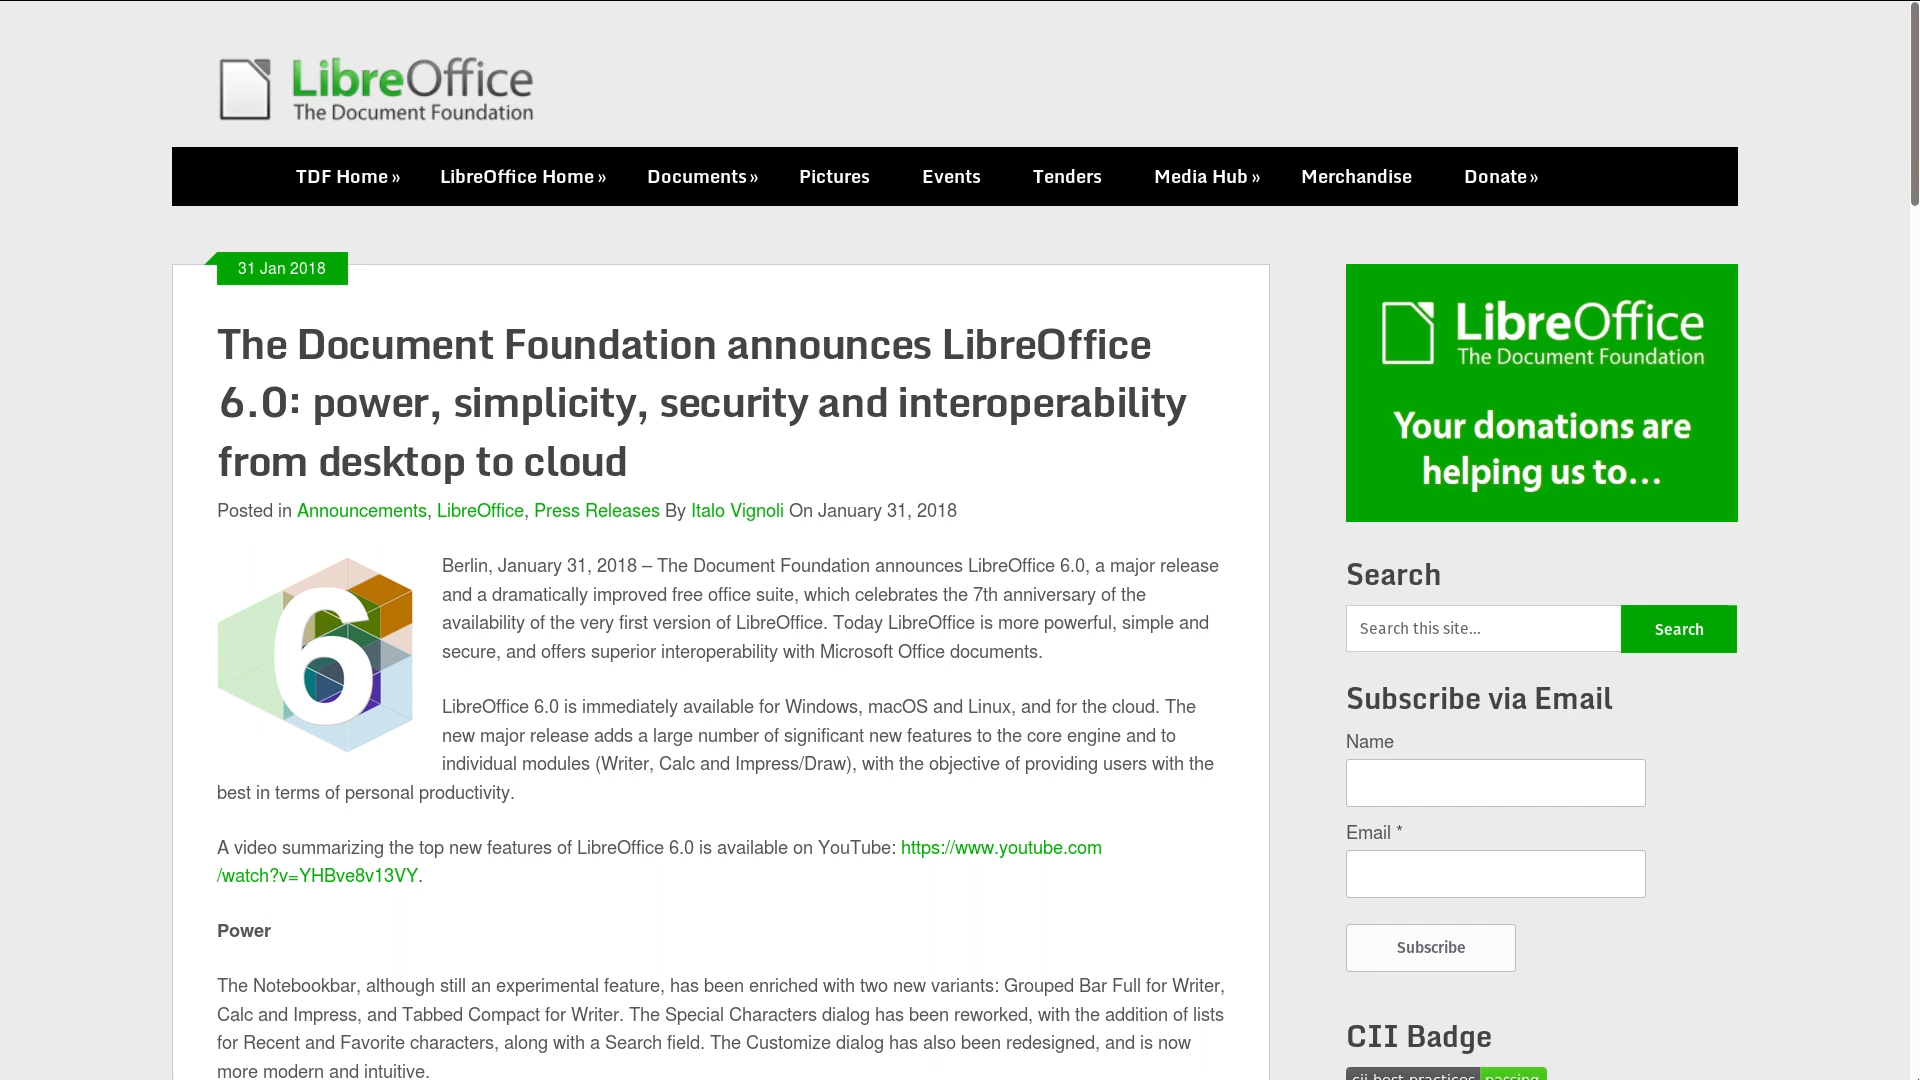 LibreOffice
The Document Foundation
TDF Home» LibreOffice Home» Documents» Pictures Events Tenders Media Hub» Merchandise Donate»
31 Jan 2018
The Document Foundation announces LibreOffice
6.0: power, simplicity, security and interoperability
from desktop to cloud
Posted in Announcements, LibreOffice, Press Releases By Italo Vignoli On January 31, 2018
6
Berlin, January 31, 2018 – The Document Foundation announces LibreOffice 6.0, a major release
and a dramatically improved free office suite, which celebrates the 7th anniversary of the
availability of the very first version of LibreOffice. Today LibreOffice is more powerful, simple and
secure, and offers superior interoperability with Microsoft Office documents.
LibreOffice 6.0 is immediately available for Windows, macOS and Linux, and for the cloud. The
new major release adds a large number of significant new features to the core engine and to
individual modules (Writer, Calc and Impress/Draw), with the objective of providing users with the
best in terms of personal productivity.
A video summarizing the top new features of LibreOffice 6.0 is available on YouTube: https://www.youtube.com
/watch?v=YHBve8v13VY.
Power
The Notebookbar, although still an experimental feature, has been enriched with two new variants: Grouped Bar Full for Writer,
Calc and Impress, and Tabbed Compact for Writer. The Special Characters dialog has been reworked, with the addition of lists
for Recent and Favorite characters, along with a Search field. The Customize dialog has also been redesigned, and is now
more modern and intuitive.
LibreOffice
The Document Foundation
Your donations are
helping us to…
Search
Search this site...
Search
Subscribe via Email
Name
Email *
Subscribe
CII Badge
cii best practices passing